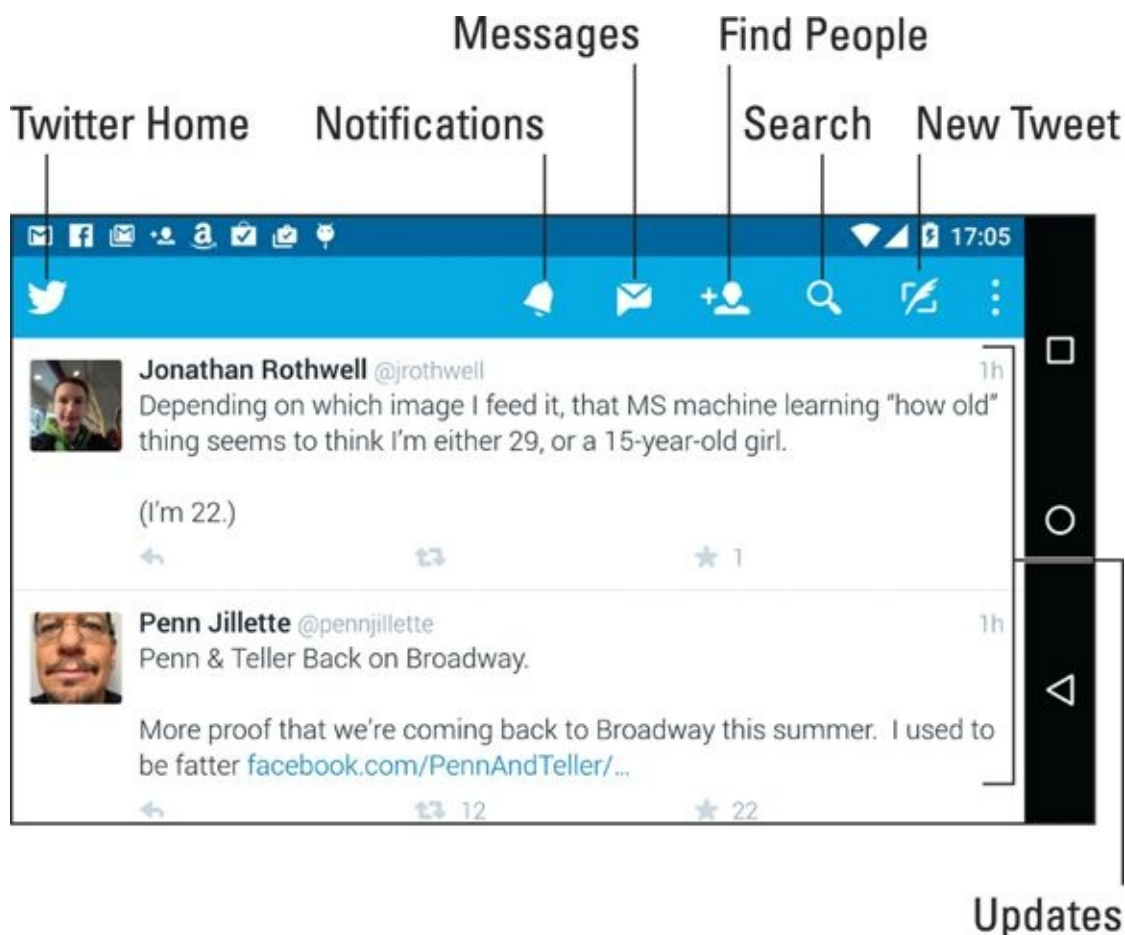 Messages Find People
Twitter Home Notifications Search New Tweet
17:05
Jonathan Rothwell @jrothwell 1h
Depending on which image I feed it, that MS machine learning “how old”
thing seems to think I’m either 29, or a 15-year-old girl.
(I’m 22.)
1
Penn Jillette @pennjillette 1h
Penn & Teller Back on Broadway.
More proof that we’re coming back to Broadway this summer.  I used to
be fatter facebook.com/PennAndTeller/…
12 22
Updates